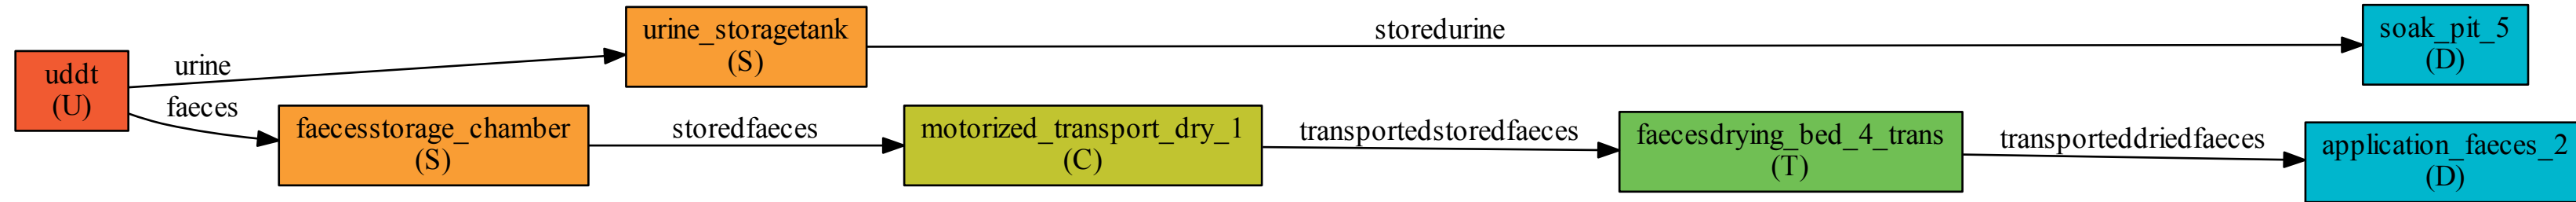 uddt
(U)
urine
faeces
urine_storagetank
(S)
storedurine
soak_pit_5
(D)
faecesstorage_chamber
(S)
storedfaeces
motorized_transport_dry_1
(C)
transportedstoredfaeces
faecesdrying_bed_4_trans
(T)
transporteddriedfaeces
application_faeces_2
(D)